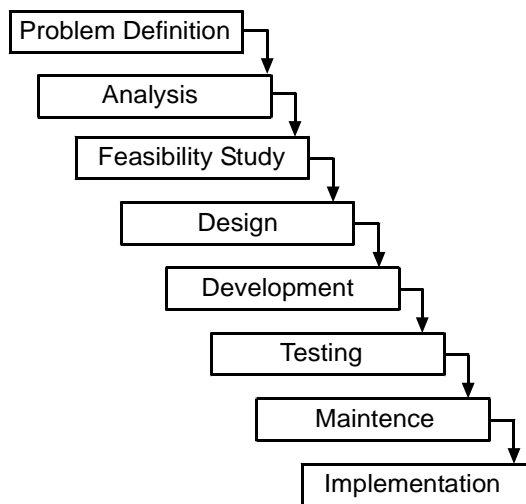 Problem Definition
Analysis
Feasibility Study
Design
Development
Testing
Maintence
Implementation